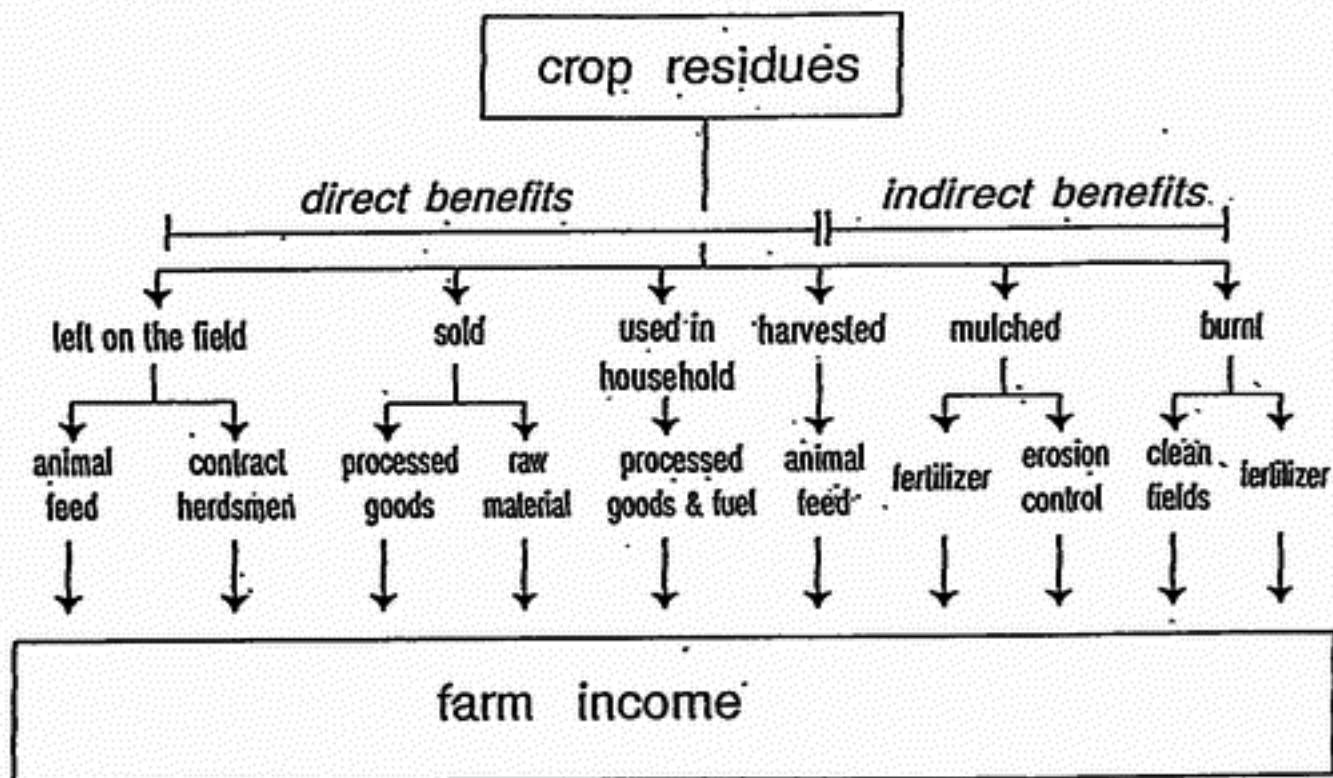 crop residues
direct benefits
indirect benefits
left on the field
sold
used in
household
harvested
mulched
burnt
animal
feed
contract
herdsmen
processed
goods
raw
material
processed
goods & fuel
animal
feed
fertilizer
erosion
control
clean
fields
fertilizer
farm income